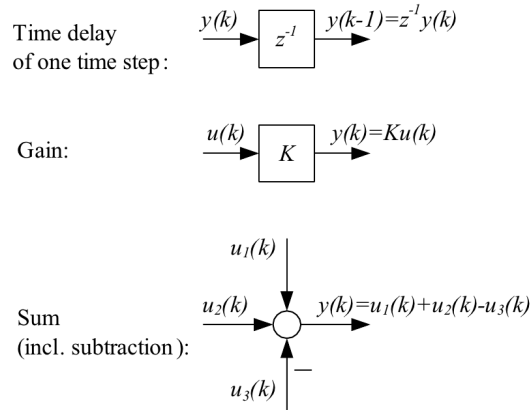 Time delay
of one time step:
y(k)
z⁻¹
y(k-1)=z⁻¹y(k)
Gain:
u(k)
K
y(k)=Ku(k)
Sum
(incl. subtraction):
u₁(k)
u₂(k)
y(k)=u₁(k)+u₂(k)-u₃(k)
–
u₃(k)